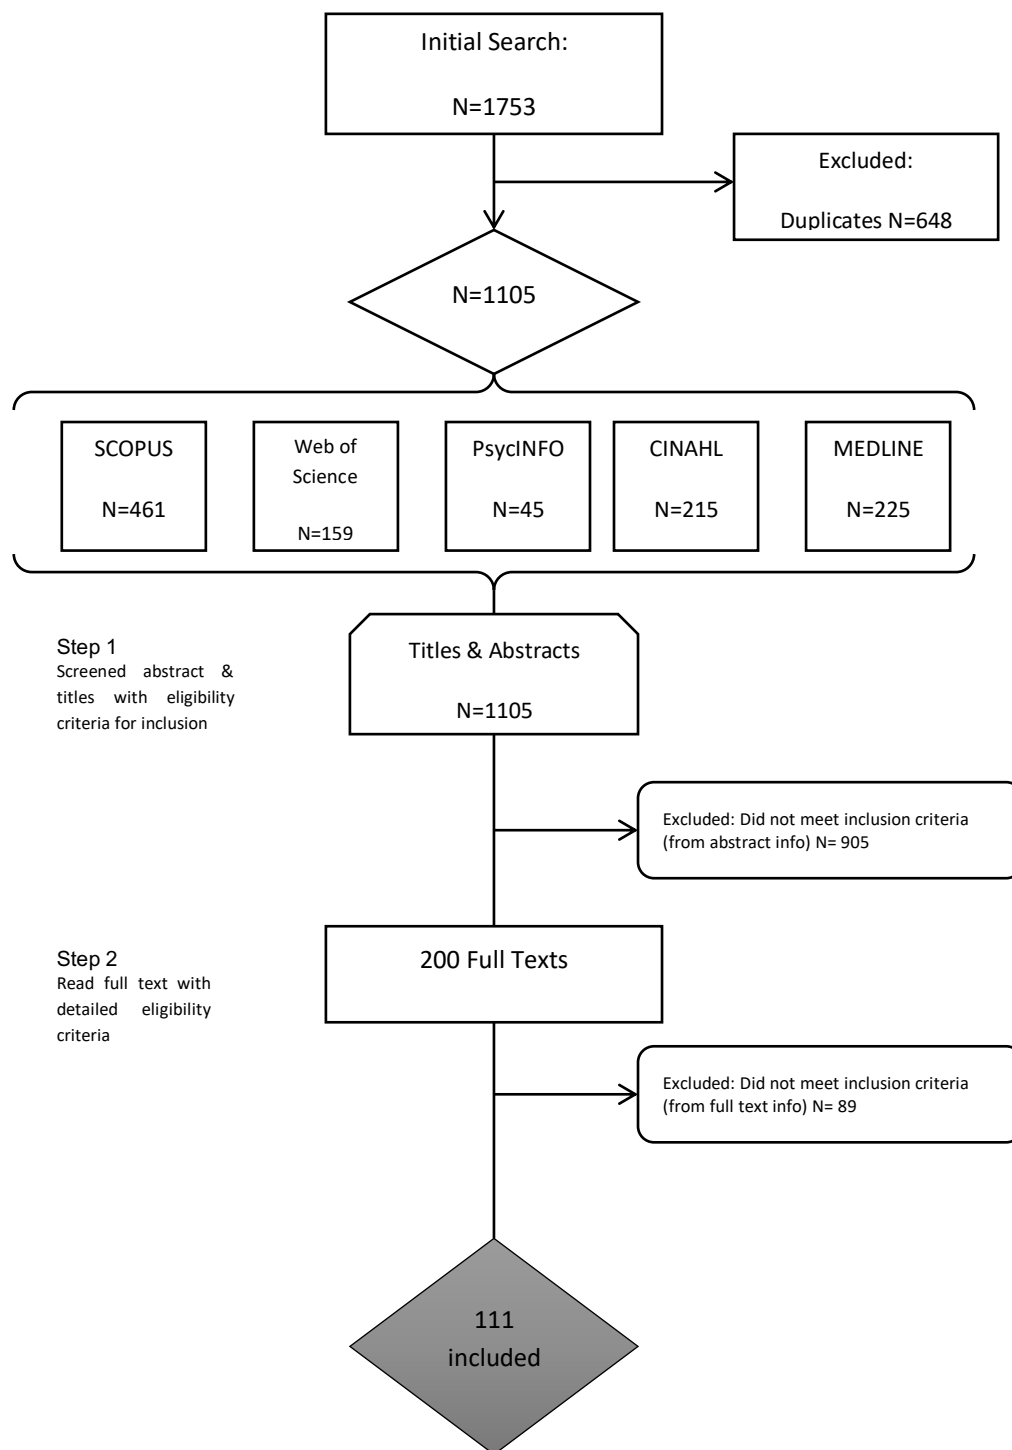 Initial Search:
N=1753
Excluded:
Duplicates N=648
N=1105
SCOPUS
N=461
Web of
Science
N=159
PsycINFO
N=45
CINAHL
N=215
MEDLINE
N=225
Step 1
Screened abstract &
titles with eligibility
criteria for inclusion
Titles & Abstracts
N=1105
Excluded: Did not meet inclusion criteria
(from abstract info) N= 905
Step 2
Read full text with
detailed eligibility
criteria
200 Full Texts
Excluded: Did not meet inclusion criteria
(from full text info) N= 89
111
included